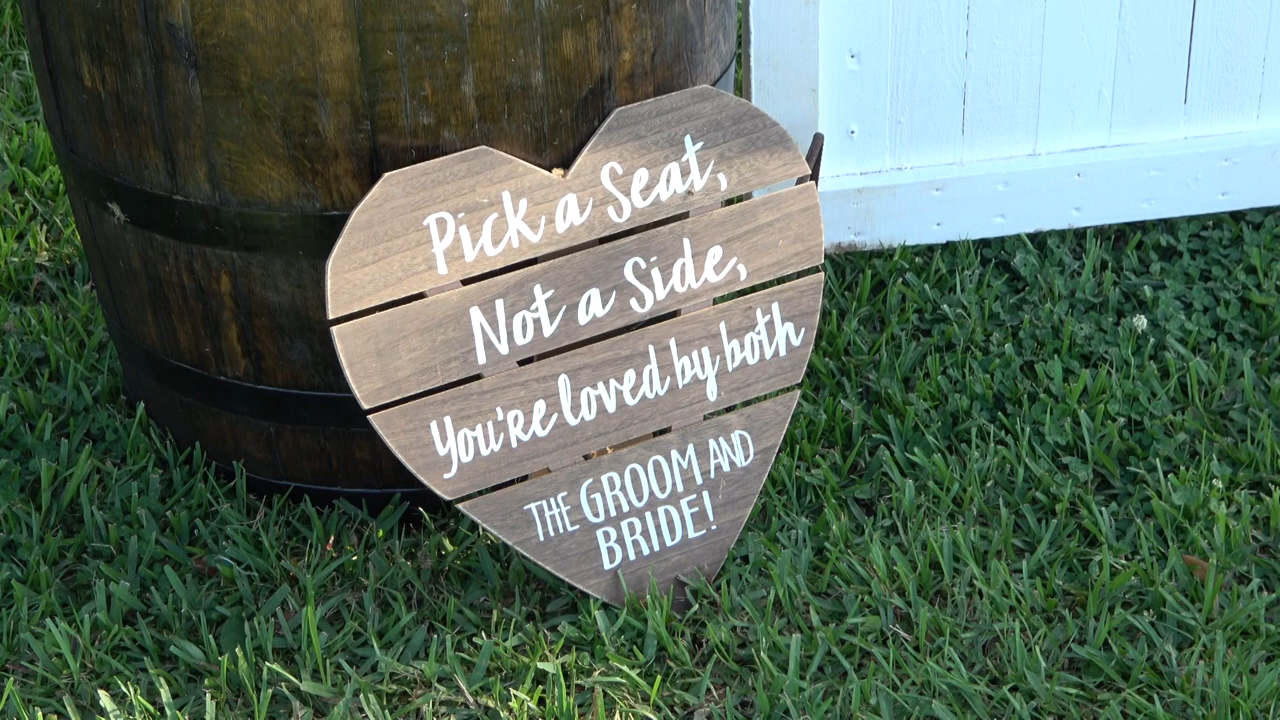 Pick a Seat,
Not a Side,
You're loved by both
THE GROOM AND
BRIDE!